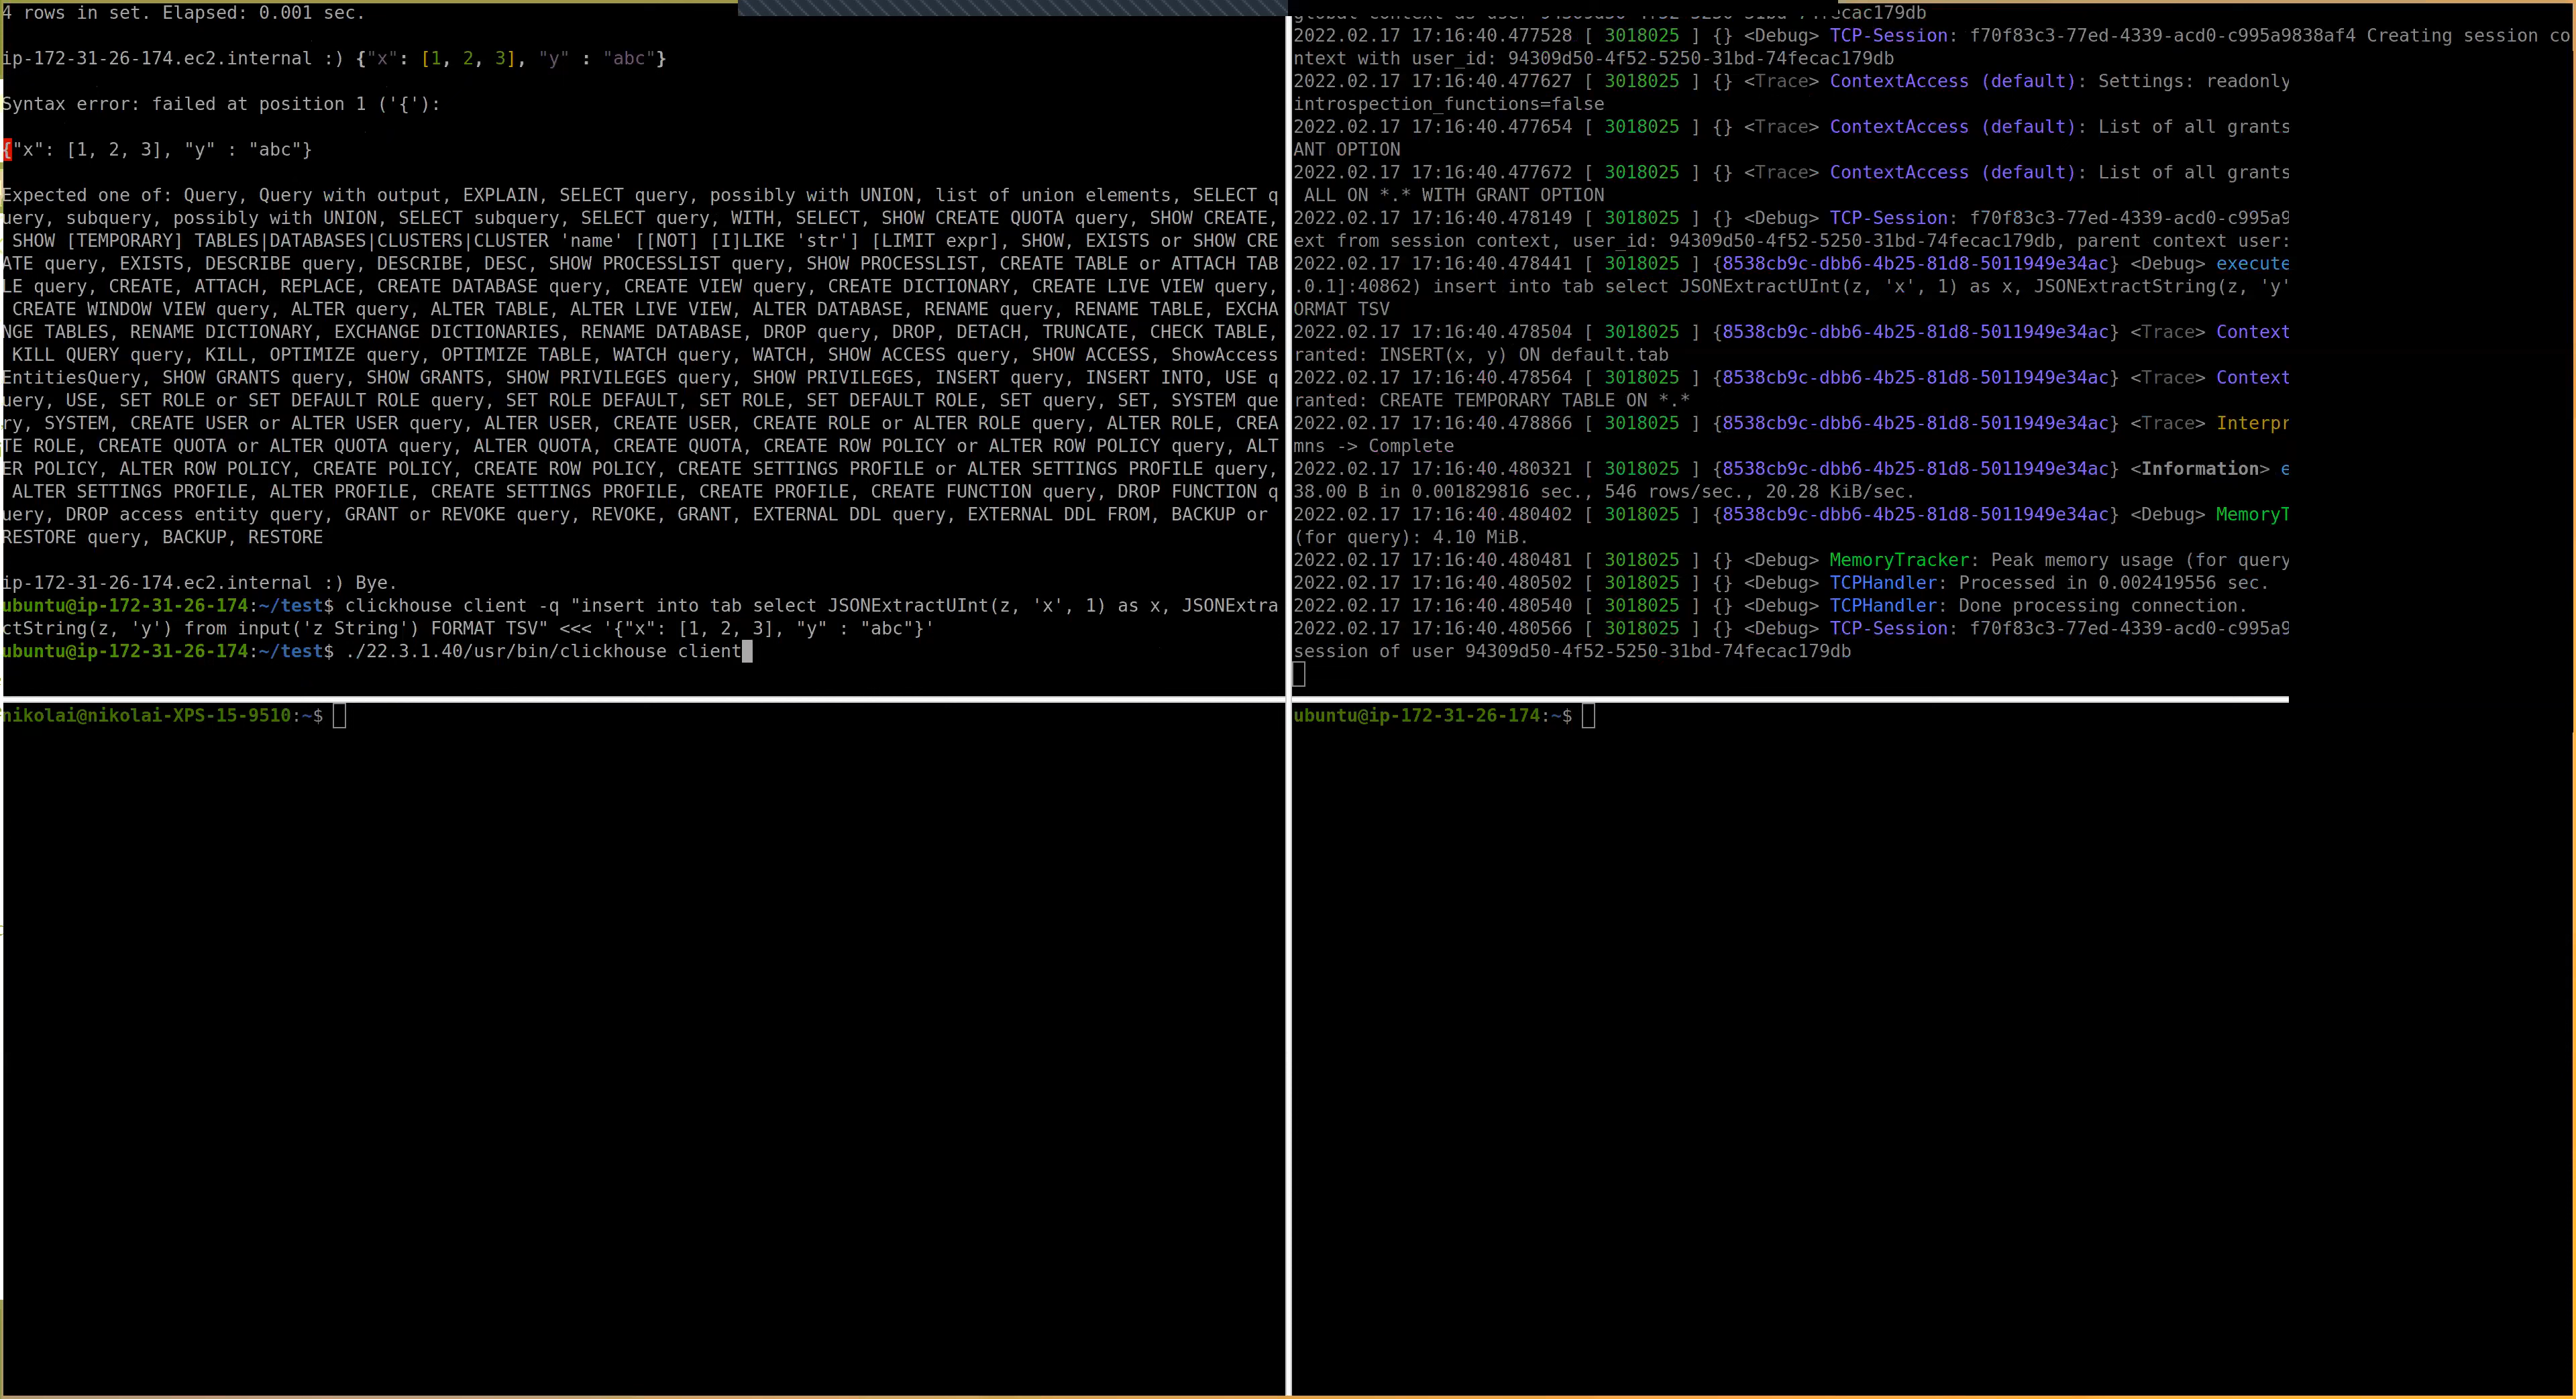 4 rows in set. Elapsed: 0.001 sec.
ip-172-31-26-174.ec2.internal :) {"x": [1, 2, 3], "y" : "abc"}
Syntax error: failed at position 1 ('{'):
{"x": [1, 2, 3], "y" : "abc"}
Expected one of: Query, Query with output, EXPLAIN, SELECT query, possibly with UNION, list of union elements, SELECT q
uery, subquery, possibly with UNION, SELECT subquery, SELECT query, WITH, SELECT, SHOW CREATE QUOTA query, SHOW CREATE,
SHOW [TEMPORARY] TABLES|DATABASES|CLUSTERS|CLUSTER 'name' [[NOT] [I]LIKE 'str'] [LIMIT expr], SHOW, EXISTS or SHOW CRE
ATE query, EXISTS, DESCRIBE query, DESCRIBE, DESC, SHOW PROCESSLIST query, SHOW PROCESSLIST, CREATE TABLE or ATTACH TAB
LE query, CREATE, ATTACH, REPLACE, CREATE DATABASE query, CREATE VIEW query, CREATE DICTIONARY, CREATE LIVE VIEW query,
CREATE WINDOW VIEW query, ALTER query, ALTER TABLE, ALTER LIVE VIEW, ALTER DATABASE, RENAME query, RENAME TABLE, EXCHA
NGE TABLES, RENAME DICTIONARY, EXCHANGE DICTIONARIES, RENAME DATABASE, DROP query, DROP, DETACH, TRUNCATE, CHECK TABLE,
KILL QUERY query, KILL, OPTIMIZE query, OPTIMIZE TABLE, WATCH query, WATCH, SHOW ACCESS query, SHOW ACCESS, ShowAccess
EntitiesQuery, SHOW GRANTS query, SHOW GRANTS, SHOW PRIVILEGES query, SHOW PRIVILEGES, INSERT query, INSERT INTO, USE q
uery, USE, SET ROLE or SET DEFAULT ROLE query, SET ROLE DEFAULT, SET ROLE, SET DEFAULT ROLE, SET query, SET, SYSTEM que
ry, SYSTEM, CREATE USER or ALTER USER query, ALTER USER, CREATE USER, CREATE ROLE or ALTER ROLE query, ALTER ROLE, CREA
TE ROLE, CREATE QUOTA or ALTER QUOTA query, ALTER QUOTA, CREATE QUOTA, CREATE ROW POLICY or ALTER ROW POLICY query, ALT
ER POLICY, ALTER ROW POLICY, CREATE POLICY, CREATE ROW POLICY, CREATE SETTINGS PROFILE or ALTER SETTINGS PROFILE query,
ALTER SETTINGS PROFILE, ALTER PROFILE, CREATE SETTINGS PROFILE, CREATE PROFILE, CREATE FUNCTION query, DROP FUNCTION q
uery, DROP access entity query, GRANT or REVOKE query, REVOKE, GRANT, EXTERNAL DDL query, EXTERNAL DDL FROM, BACKUP or
RESTORE query, BACKUP, RESTORE
ip-172-31-26-174.ec2.internal :) Bye.
ubuntu@ip-172-31-26-174:~/test$ clickhouse client -q "insert into tab select JSONExtractUInt(z, 'x', 1) as x, JSONExtra
ctString(z, 'y') from input('z String') FORMAT TSV" <<< '{"x": [1, 2, 3], "y" : "abc"}'
ubuntu@ip-172-31-26-174:~/test$ ./22.3.1.40/usr/bin/clickhouse client
ecac179db
2022.02.17 17:16:40.477528 [ 3018025 ] {} <Debug> TCP-Session: f70f83c3-77ed-4339-acd0-c995a9838af4 Creating session co
ntext with user_id: 94309d50-4f52-5250-31bd-74fecac179db
2022.02.17 17:16:40.477627 [ 3018025 ] {} <Trace> ContextAccess (default): Settings: readonly
introspection_functions=false
2022.02.17 17:16:40.477654 [ 3018025 ] {} <Trace> ContextAccess (default): List of all grants
ANT OPTION
2022.02.17 17:16:40.477672 [ 3018025 ] {} <Trace> ContextAccess (default): List of all grants
ALL ON *.* WITH GRANT OPTION
2022.02.17 17:16:40.478149 [ 3018025 ] {} <Debug> TCP-Session: f70f83c3-77ed-4339-acd0-c995a9
ext from session context, user_id: 94309d50-4f52-5250-31bd-74fecac179db, parent context user:
2022.02.17 17:16:40.478441 [ 3018025 ] {8538cb9c-dbb6-4b25-81d8-5011949e34ac} <Debug> execute
.0.1]:40862) insert into tab select JSONExtractUInt(z, 'x', 1) as x, JSONExtractString(z, 'y'
ORMAT TSV
2022.02.17 17:16:40.478504 [ 3018025 ] {8538cb9c-dbb6-4b25-81d8-5011949e34ac} <Trace> Context
ranted: INSERT(x, y) ON default.tab
2022.02.17 17:16:40.478564 [ 3018025 ] {8538cb9c-dbb6-4b25-81d8-5011949e34ac} <Trace> Context
ranted: CREATE TEMPORARY TABLE ON *.*
2022.02.17 17:16:40.478866 [ 3018025 ] {8538cb9c-dbb6-4b25-81d8-5011949e34ac} <Trace> Interpr
mns -> Complete
2022.02.17 17:16:40.480321 [ 3018025 ] {8538cb9c-dbb6-4b25-81d8-5011949e34ac} <Information> e
38.00 B in 0.001829816 sec., 546 rows/sec., 20.28 KiB/sec.
2022.02.17 17:16:40.480402 [ 3018025 ] {8538cb9c-dbb6-4b25-81d8-5011949e34ac} <Debug> MemoryT
(for query): 4.10 MiB.
2022.02.17 17:16:40.480481 [ 3018025 ] {} <Debug> MemoryTracker: Peak memory usage (for query
2022.02.17 17:16:40.480502 [ 3018025 ] {} <Debug> TCPHandler: Processed in 0.002419556 sec.
2022.02.17 17:16:40.480540 [ 3018025 ] {} <Debug> TCPHandler: Done processing connection.
2022.02.17 17:16:40.480566 [ 3018025 ] {} <Debug> TCP-Session: f70f83c3-77ed-4339-acd0-c995a9
session of user 94309d50-4f52-5250-31bd-74fecac179db
nikolai@nikolai-XPS-15-9510:~$
ubuntu@ip-172-31-26-174:~$